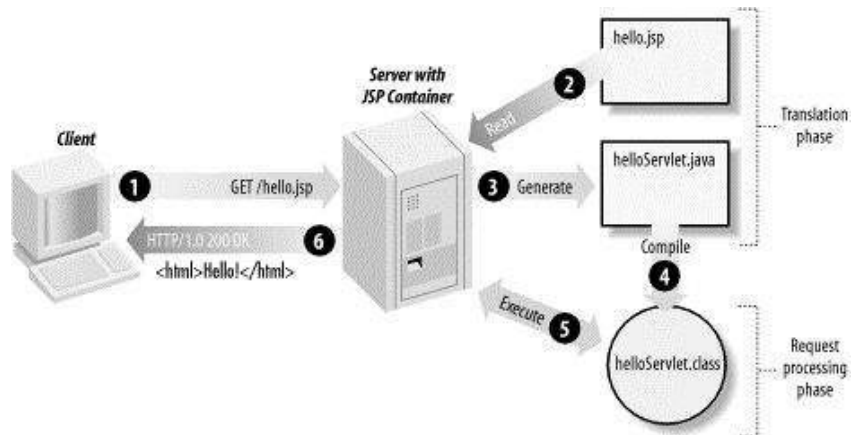 hello.jsp
Server with
JSP Container
2
Read
Translation
phase
Client
1
GET /hello.jsp
3
Generate
helloServlet.java
HTTP/1.0 200 OK
6
<html>Hello!</html>
Compile
4
Execute
5
helloServlet.class
Request
processing
phase